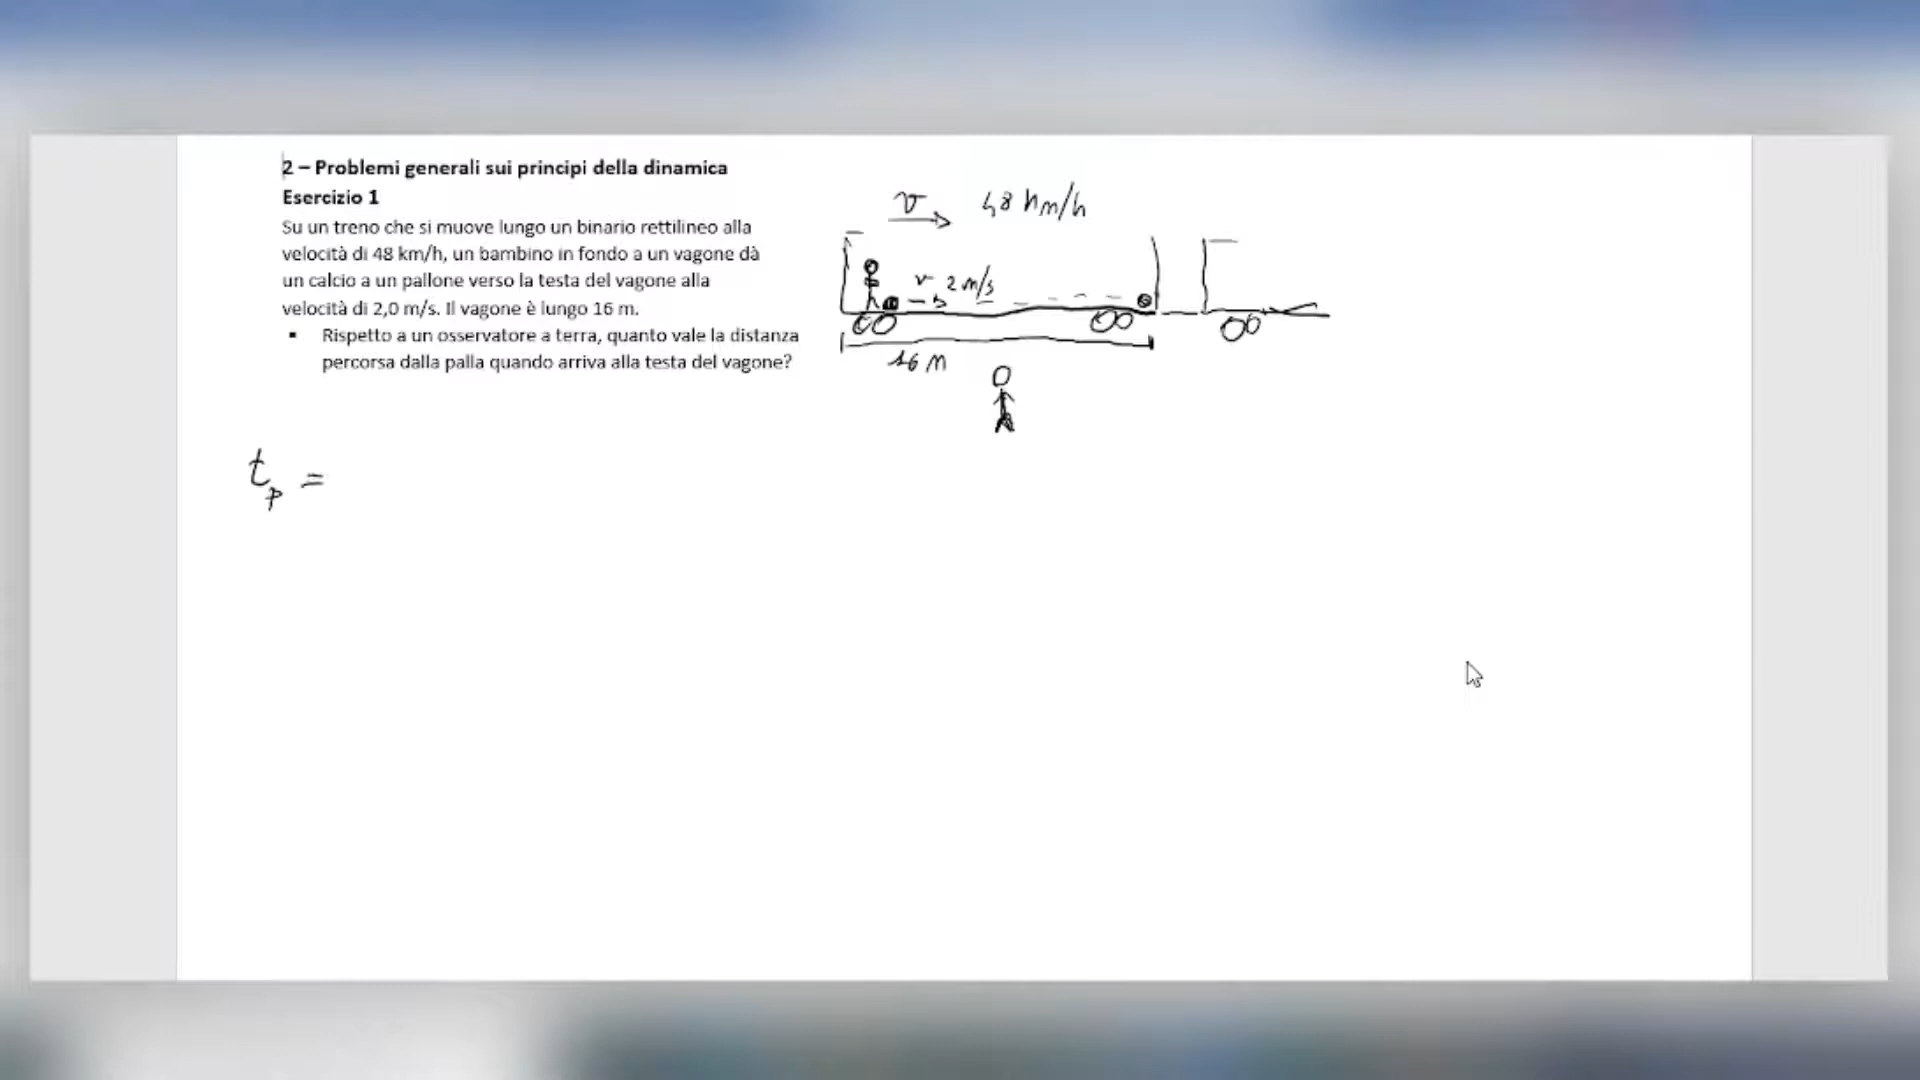 2 – Problemi generali sui principi della dinamica
Esercizio 1
Su un treno che si muove lungo un binario rettilineo alla
velocità di 48 km/h, un bambino in fondo a un vagone dà
un calcio a un pallone verso la testa del vagone alla
velocità di 2,0 m/s. Il vagone è lungo 16 m.
▪ Rispetto a un osservatore a terra, quanto vale la distanza
percorsa dalla palla quando arriva alla testa del vagone?
v 48 km/h
v 2 m/s
16 m
t_p =